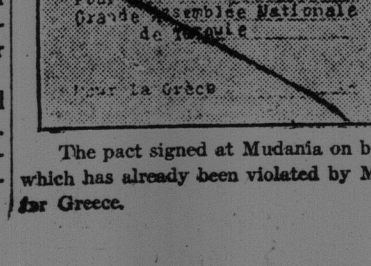 Grande Assemblée Nationale
de Turquie
Pour la Grèce
The pact signed at Mudania on b
which has already been violated by M
for Greece.